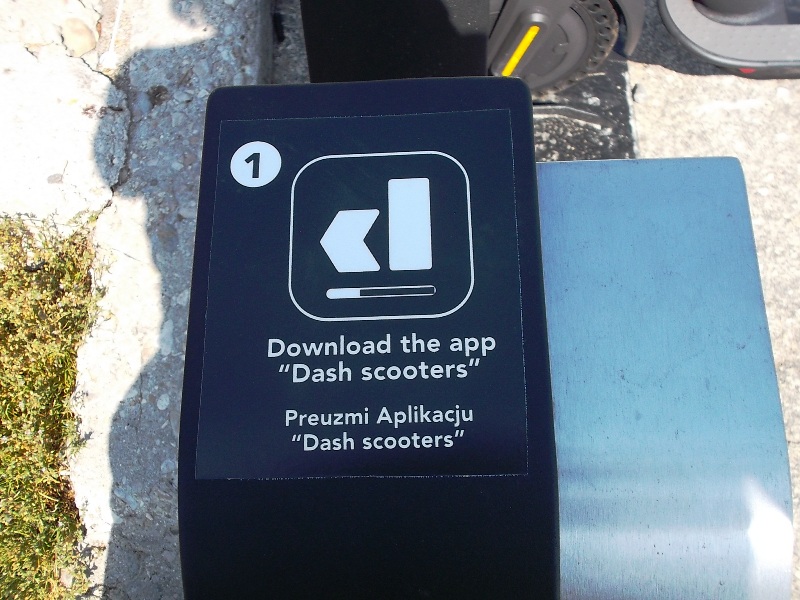 1
Download the app
“Dash scooters”
Preuzmi Aplikacju
“Dash scooters”